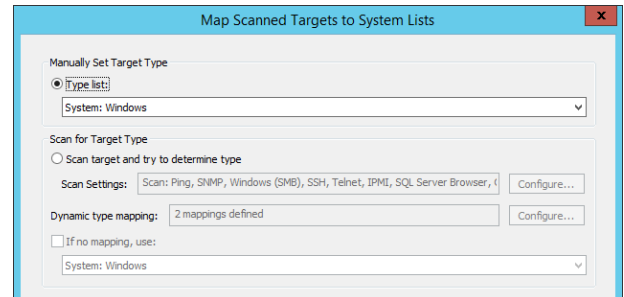 Map Scanned Targets to System Lists
x
Manually Set Target Type
Type list:
System: Windows
Scan for Target Type
Scan target and try to determine type
Scan Settings: Scan: Ping, SNMP, Windows (SMB), SSH, Telnet, IPMI, SQL Server Browser, Configure...
Dynamic type mapping: 2 mappings defined Configure...
If no mapping, use:
System: Windows